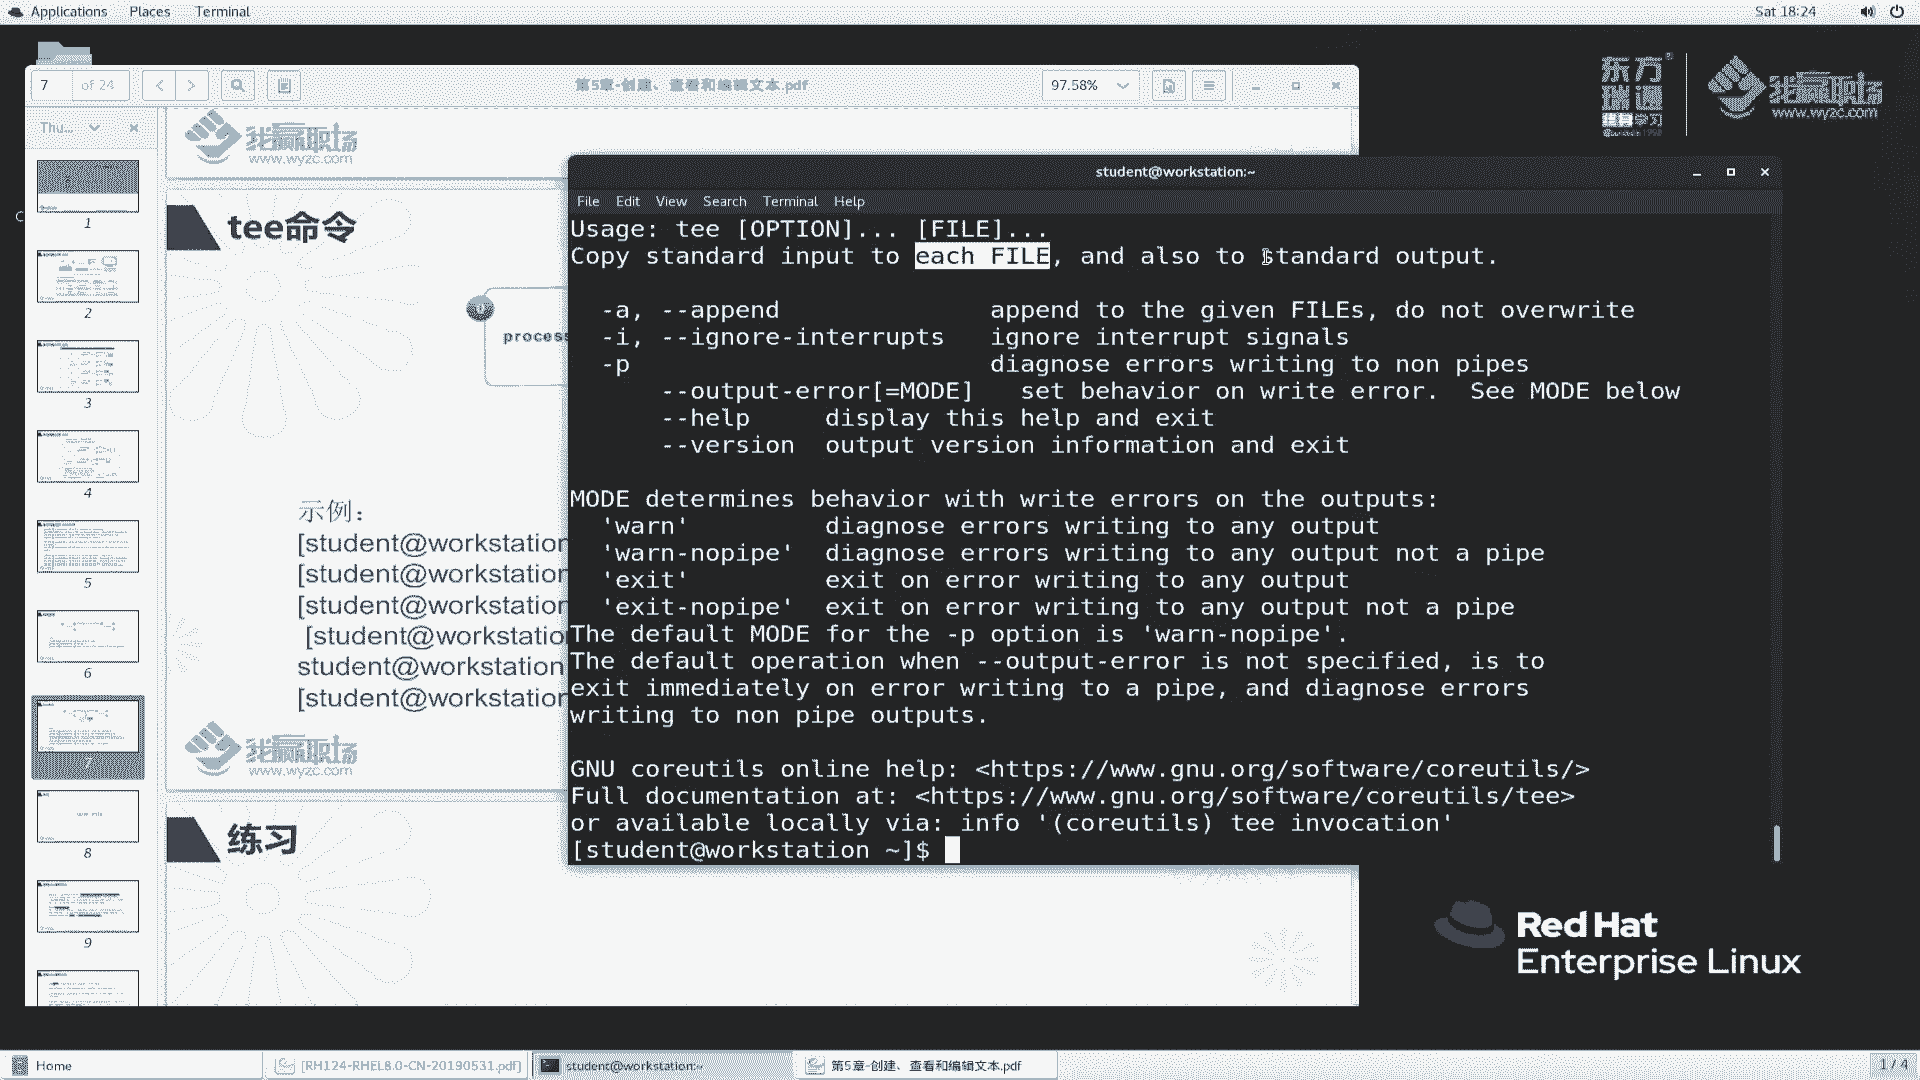 Applications Places Terminal Sat 18:24
7 of 24 第5章-创建、查看和编辑文本.pdf 97.58%
东方
瑞通
www.wyzc.com
Thu...
我赢职场
www.wyzc.com
tee命令
process
示例：
[student@workstation
[student@workstation
[student@workstation
[student@workstatio
student@workstation
[student@workstation
我赢职场
www.wyzc.com
练习
1
2
3
4
5
6
7
8
9
student@workstation:~
File Edit View Search Terminal Help
Usage: tee [OPTION]... [FILE]...
Copy standard input to each FILE, and also to standard output.
-a, --append append to the given FILEs, do not overwrite
-i, --ignore-interrupts ignore interrupt signals
-p diagnose errors writing to non pipes
--output-error[=MODE] set behavior on write error. See MODE below
--help display this help and exit
--version output version information and exit
MODE determines behavior with write errors on the outputs:
'warn' diagnose errors writing to any output
'warn-nopipe' diagnose errors writing to any output not a pipe
'exit' exit on error writing to any output
'exit-nopipe' exit on error writing to any output not a pipe
The default MODE for the -p option is 'warn-nopipe'.
The default operation when --output-error is not specified, is to
exit immediately on error writing to a pipe, and diagnose errors
writing to non pipe outputs.
GNU coreutils online help: <https://www.gnu.org/software/coreutils/>
Full documentation at: <https://www.gnu.org/software/coreutils/tee>
or available locally via: info '(coreutils) tee invocation'
[student@workstation ~]$
Red Hat
Enterprise Linux
Home [RH124-RHEL8.0-CN-20190531.pdf] student@workstation:~ 第5章-创建、查看和编辑文本.pdf 1 / 4